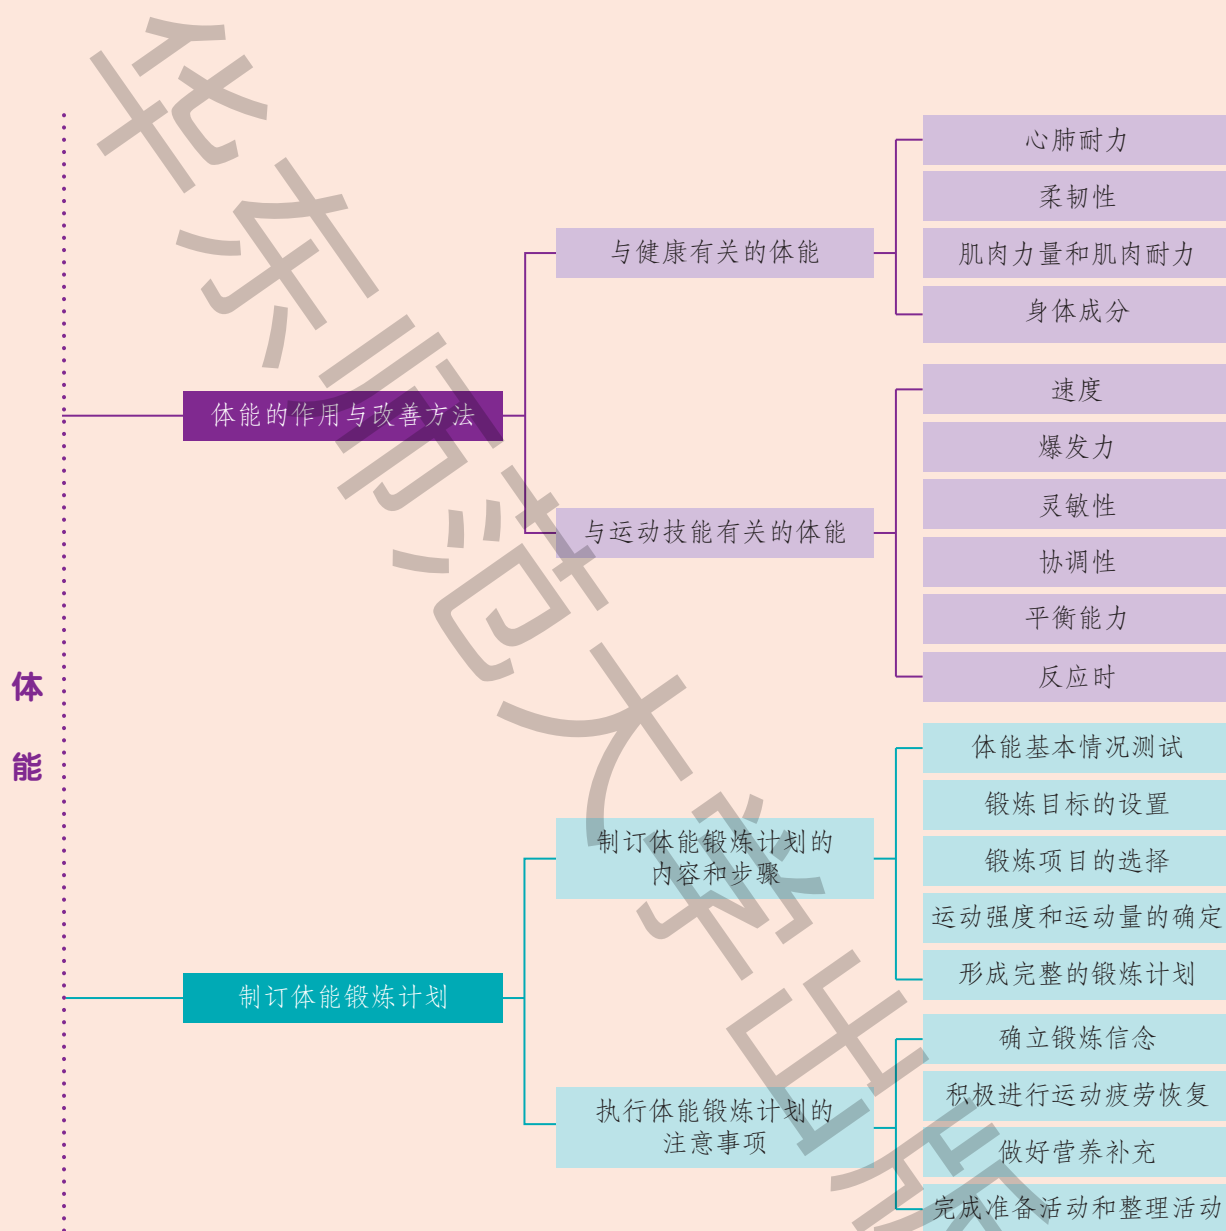 体
能
体能的作用与改善方法
与健康有关的体能
心肺耐力
柔韧性
肌肉力量和肌肉耐力
身体成分
与运动技能有关的体能
速度
爆发力
灵敏性
协调性
平衡能力
反应时
制订体能锻炼计划
制订体能锻炼计划的
内容和步骤
体能基本情况测试
锻炼目标的设置
锻炼项目的选择
运动强度和运动量的确定
形成完整的锻炼计划
执行体能锻炼计划的
注意事项
确立锻炼信念
积极进行运动疲劳恢复
做好营养补充
完成准备活动和整理活动
华东师范大学出版